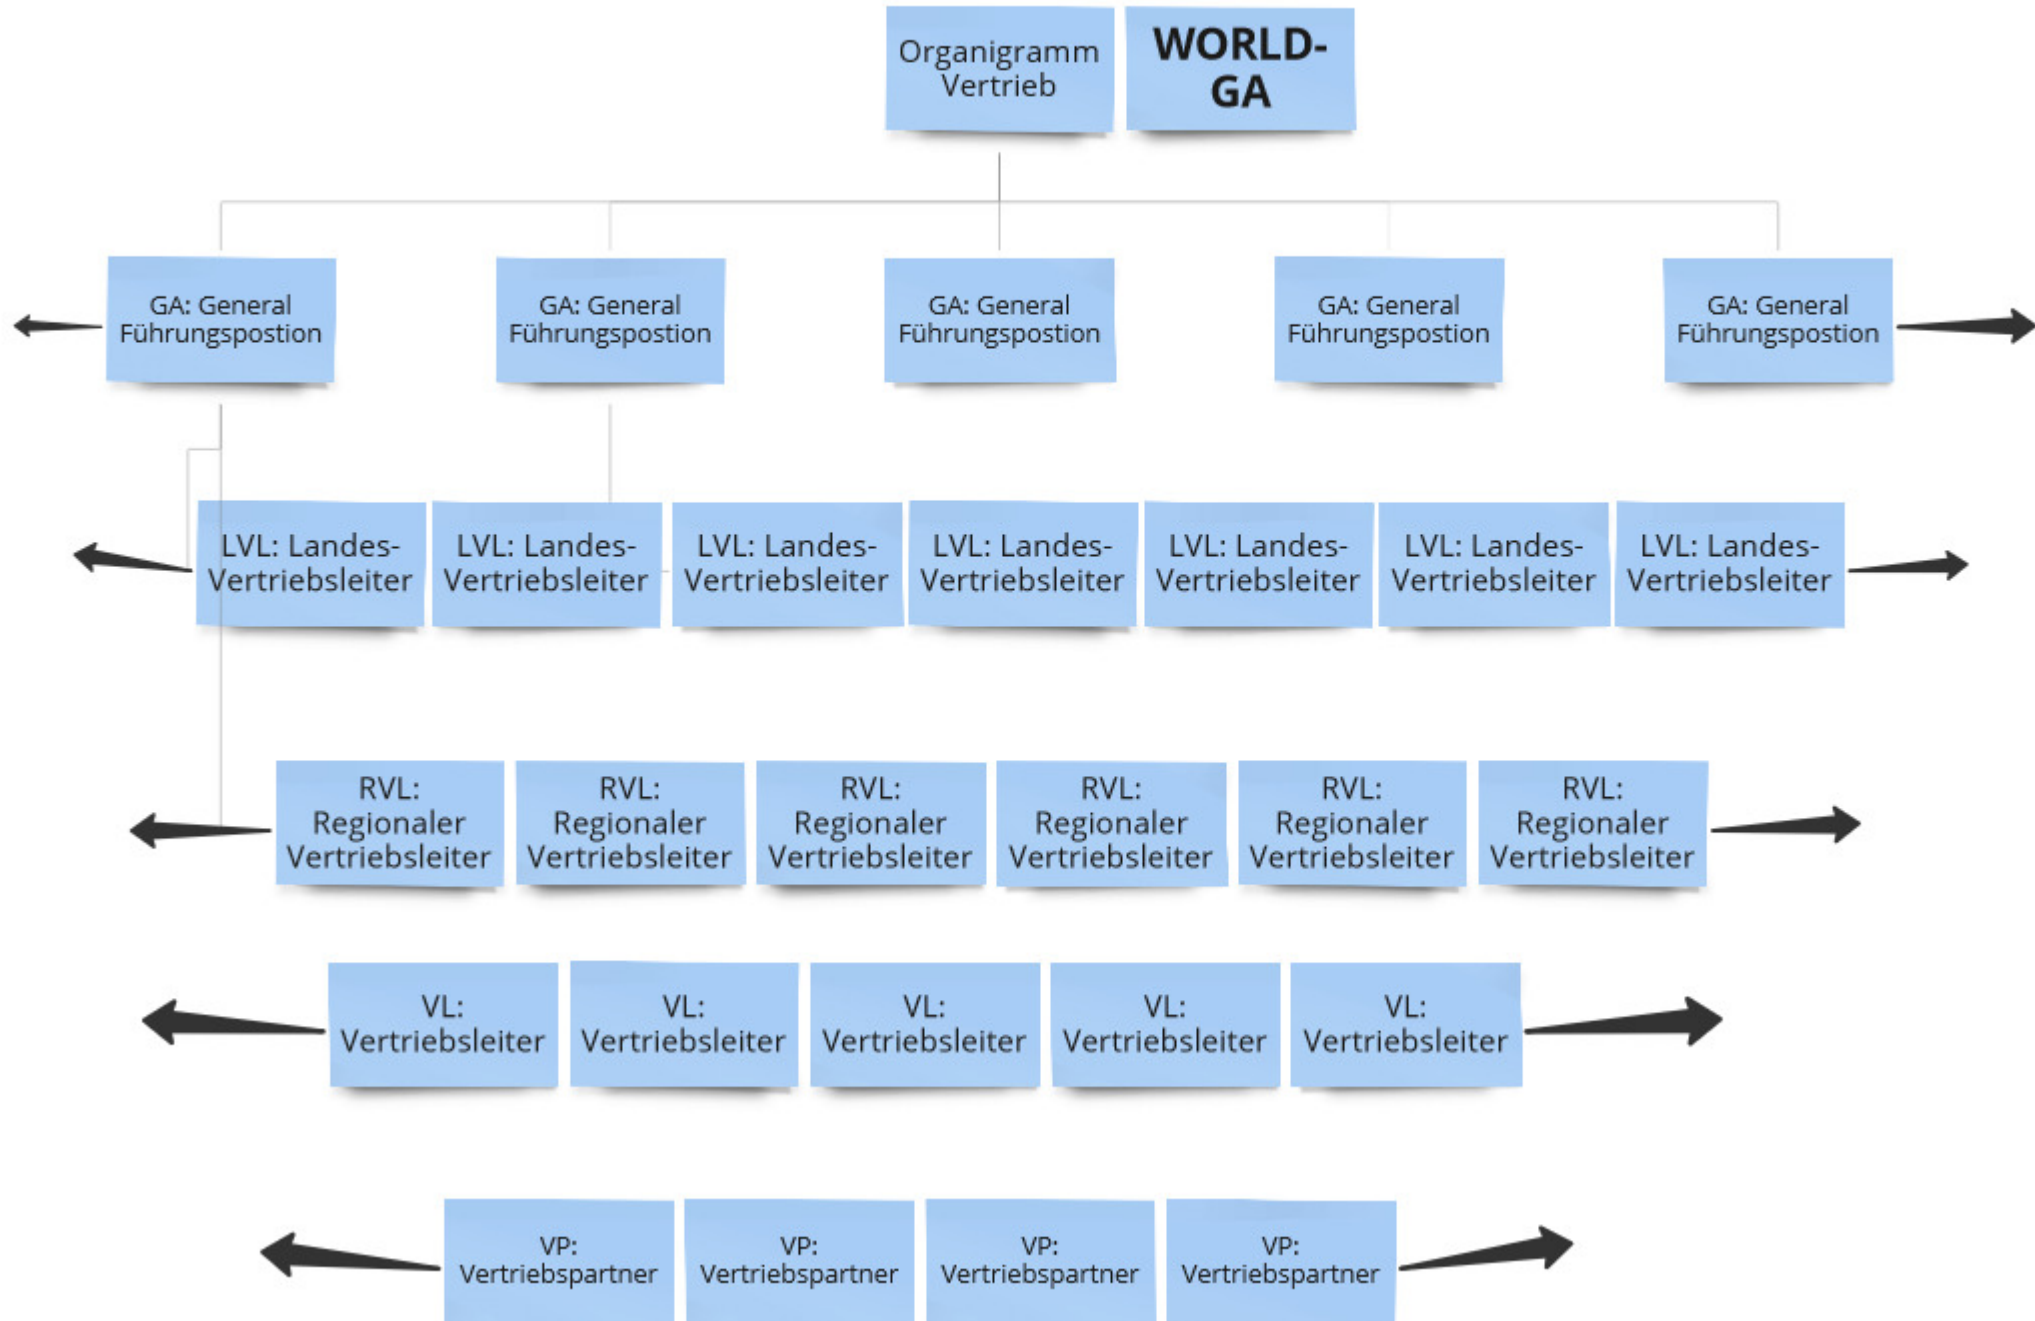 Organigramm
Vertrieb
WORLD-
GA
GA: General
Führungspostion
GA: General
Führungspostion
GA: General
Führungspostion
GA: General
Führungspostion
GA: General
Führungspostion
LVL: Landes-
Vertriebsleiter
LVL: Landes-
Vertriebsleiter
LVL: Landes-
Vertriebsleiter
LVL: Landes-
Vertriebsleiter
LVL: Landes-
Vertriebsleiter
LVL: Landes-
Vertriebsleiter
LVL: Landes-
Vertriebsleiter
RVL:
Regionaler
Vertriebsleiter
RVL:
Regionaler
Vertriebsleiter
RVL:
Regionaler
Vertriebsleiter
RVL:
Regionaler
Vertriebsleiter
RVL:
Regionaler
Vertriebsleiter
RVL:
Regionaler
Vertriebsleiter
VL:
Vertriebsleiter
VL:
Vertriebsleiter
VL:
Vertriebsleiter
VL:
Vertriebsleiter
VL:
Vertriebsleiter
VP:
Vertriebspartner
VP:
Vertriebspartner
VP:
Vertriebspartner
VP:
Vertriebspartner